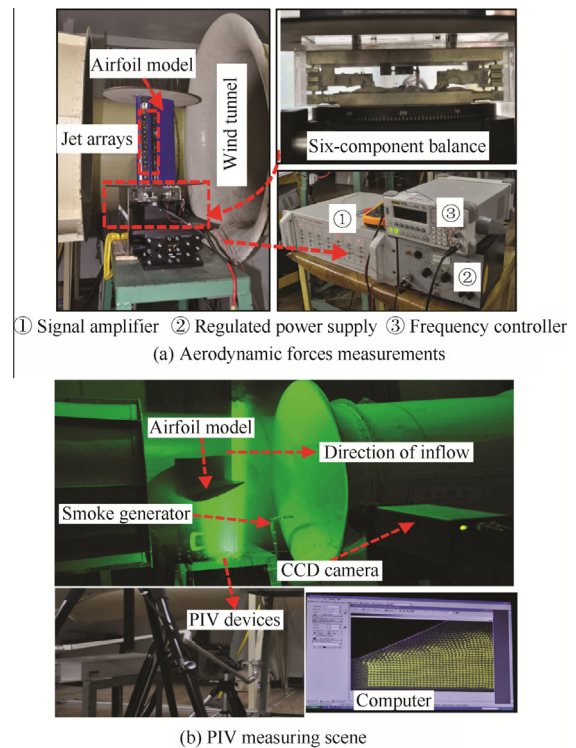 Airfoil model
Jet arrays
Wind tunnel
Six-component balance
①
③
②
① Signal amplifier ② Regulated power supply ③ Frequency controller
(a) Aerodynamic forces measurements
Airfoil model
Direction of inflow
Smoke generator
CCD camera
PIV devices
Computer
(b) PIV measuring scene